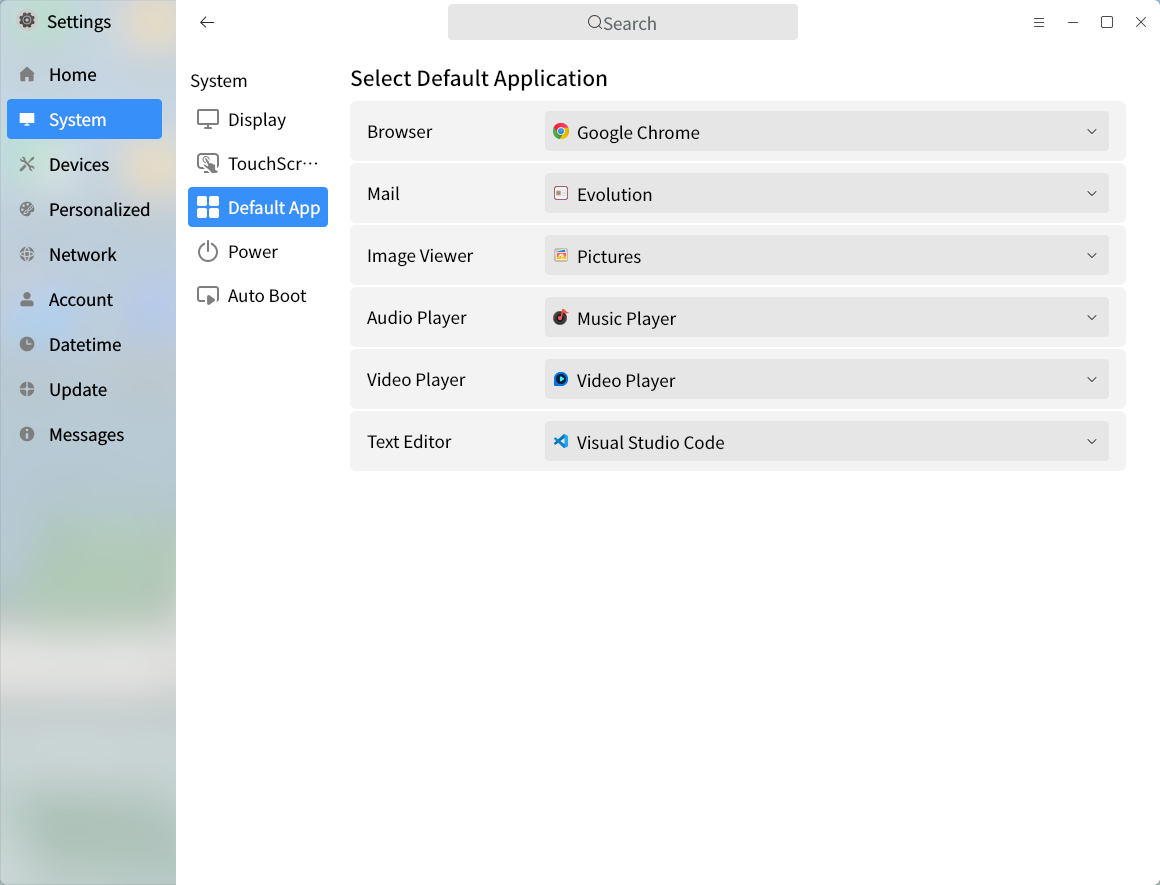 Settings
Search
Home
System
Devices
Personalized
Network
Account
Datetime
Update
Messages
System
Display
TouchScr···
Default App
Power
Auto Boot
Select Default Application
Browser
Google Chrome
Mail
Evolution
Image Viewer
Pictures
Audio Player
Music Player
Video Player
Video Player
Text Editor
Visual Studio Code